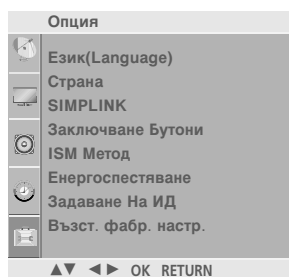 Опция
Език(Language)
Страна
SIMPLINK
Заключване Бутони
ISM Метод
Енергоспестяване
Задаване На ИД
Възст. фабр. настр.
▲▼ ◄► OK RETURN